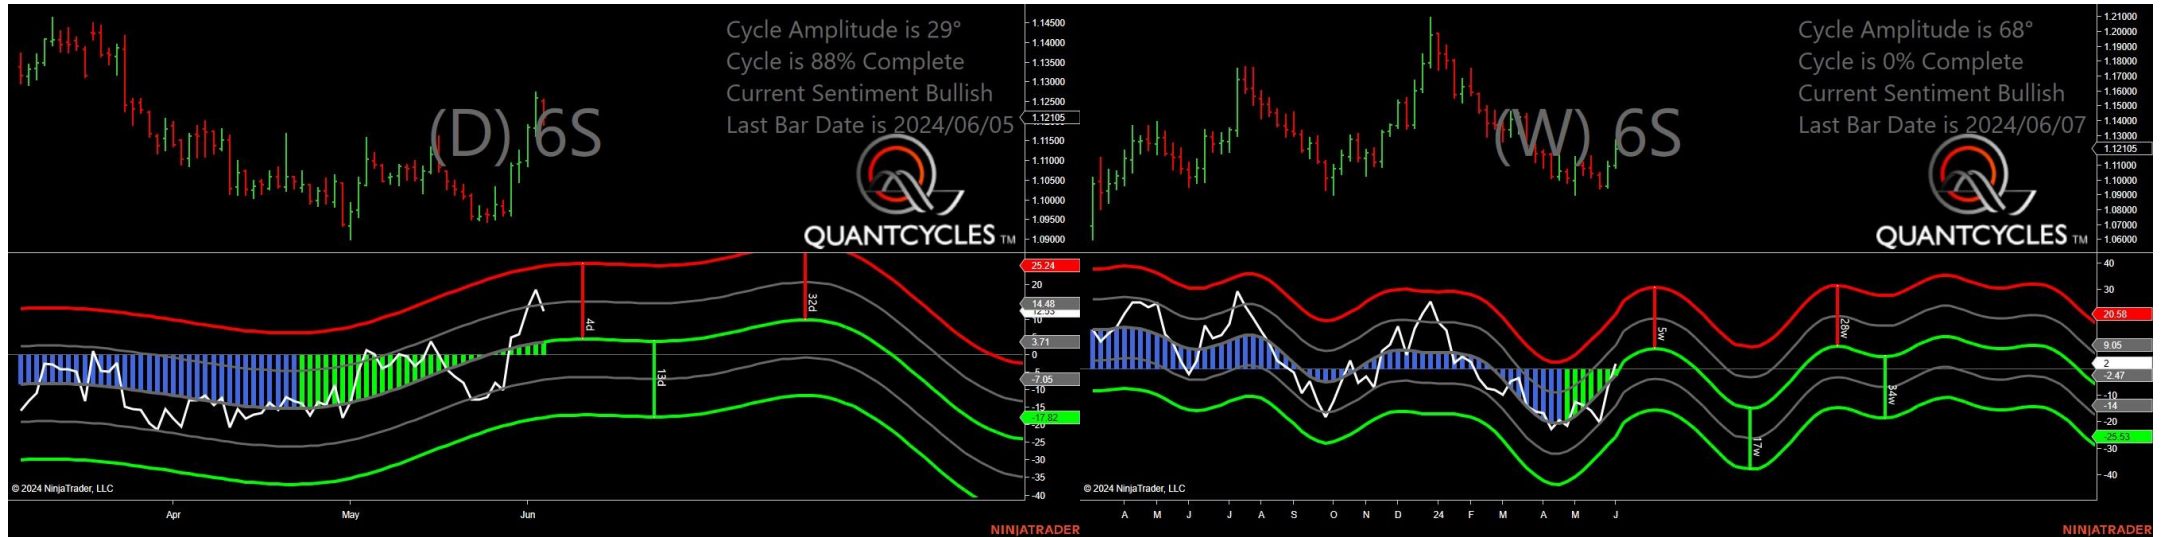 Cycle Amplitude is 29°
Cycle is 88% Complete
Current Sentiment Bullish
Last Bar Date is 2024/06/05
(D) 6S
QUANTCYCLES TM
1.14500
1.14000
1.13500
1.13000
1.12500
1.12105
1.11500
1.11000
1.10500
1.10000
1.09500
1.09000
25.24
20
14.48
12.53
10
3.71
0
-5
-7.05
-10
-15
-17.82
-20
-25
-30
-35
-40
4d
13d
32d
© 2024 NinjaTrader, LLC
Apr
May
Jun
NINJATRADER
Cycle Amplitude is 68°
Cycle is 0% Complete
Current Sentiment Bullish
Last Bar Date is 2024/06/07
(W) 6S
QUANTCYCLES TM
1.21000
1.20000
1.19000
1.18000
1.17000
1.16000
1.15000
1.14000
1.13000
1.12105
1.11000
1.10000
1.09000
1.08000
1.07000
1.06000
40
30
20.58
9.05
2
-2.47
-10
-14
-20
-25.53
-30
-40
5w
17w
28w
34w
© 2024 NinjaTrader, LLC
A M J J A S O N D 24 F M A M J
NINJATRADER